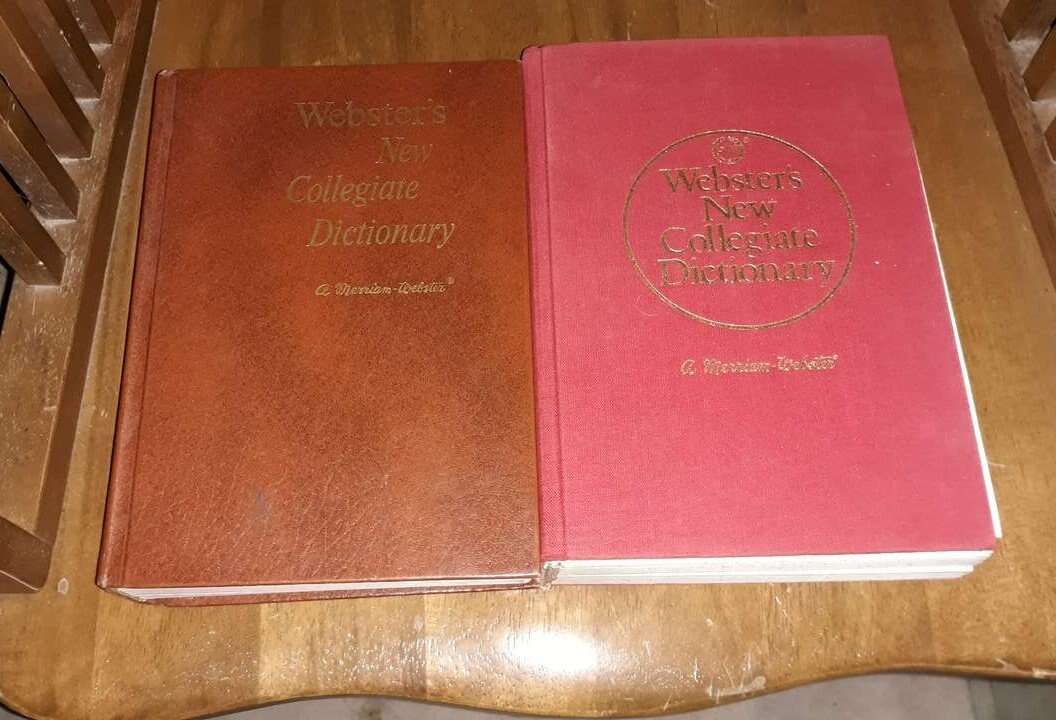 Webster's
New
Collegiate
Dictionary
a Merriam-Webster®
Webster's
New
Collegiate
Dictionary
a Merriam-Webster®